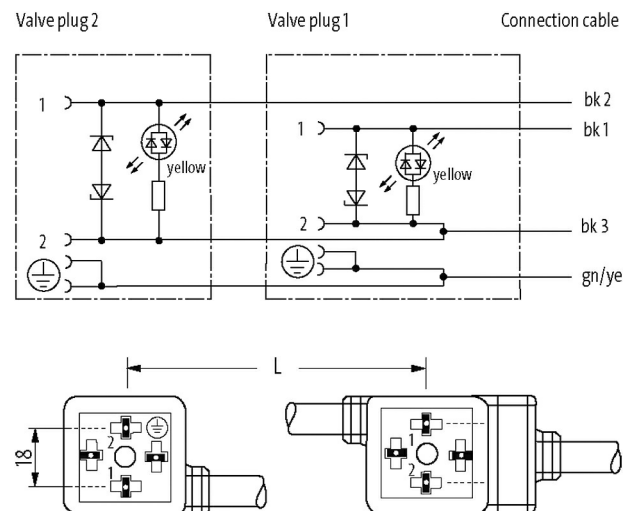 Valve plug 2 Valve plug 1 Connection cable
1 bk 2
1 bk 1
yellow yellow
2 bk 3
2
gn/ye
L
18 2 1
1 2